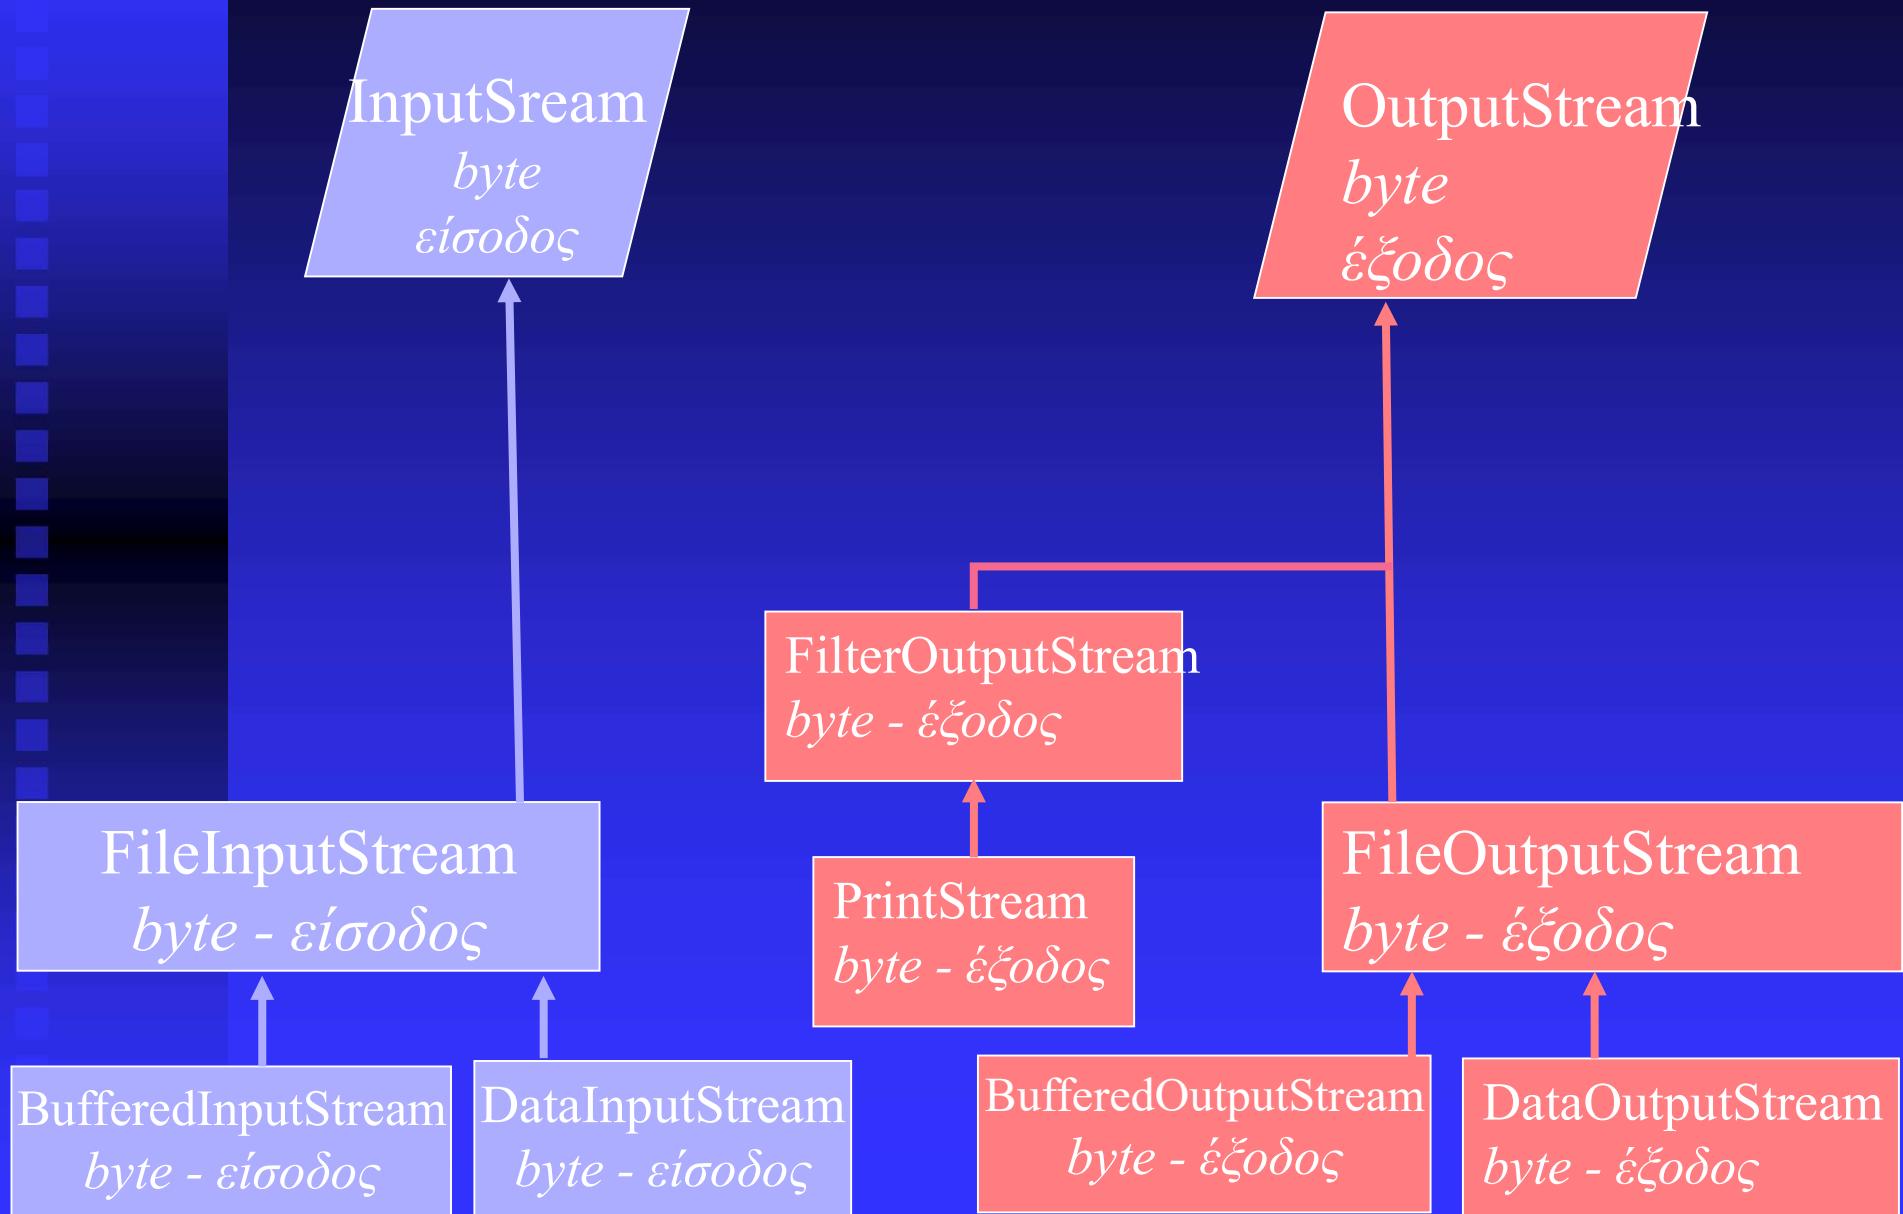 InputSream
byte
είσοδος
OutputStream
byte
έξοδος
FilterOutputStream
byte - έξοδος
FileInputStream
byte - είσοδος
PrintStream
byte - έξοδος
FileOutputStream
byte - έξοδος
BufferedInputStream
byte - είσοδος
DataInputStream
byte - είσοδος
BufferedOutputStream
byte - έξοδος
DataOutputStream
byte - έξοδος